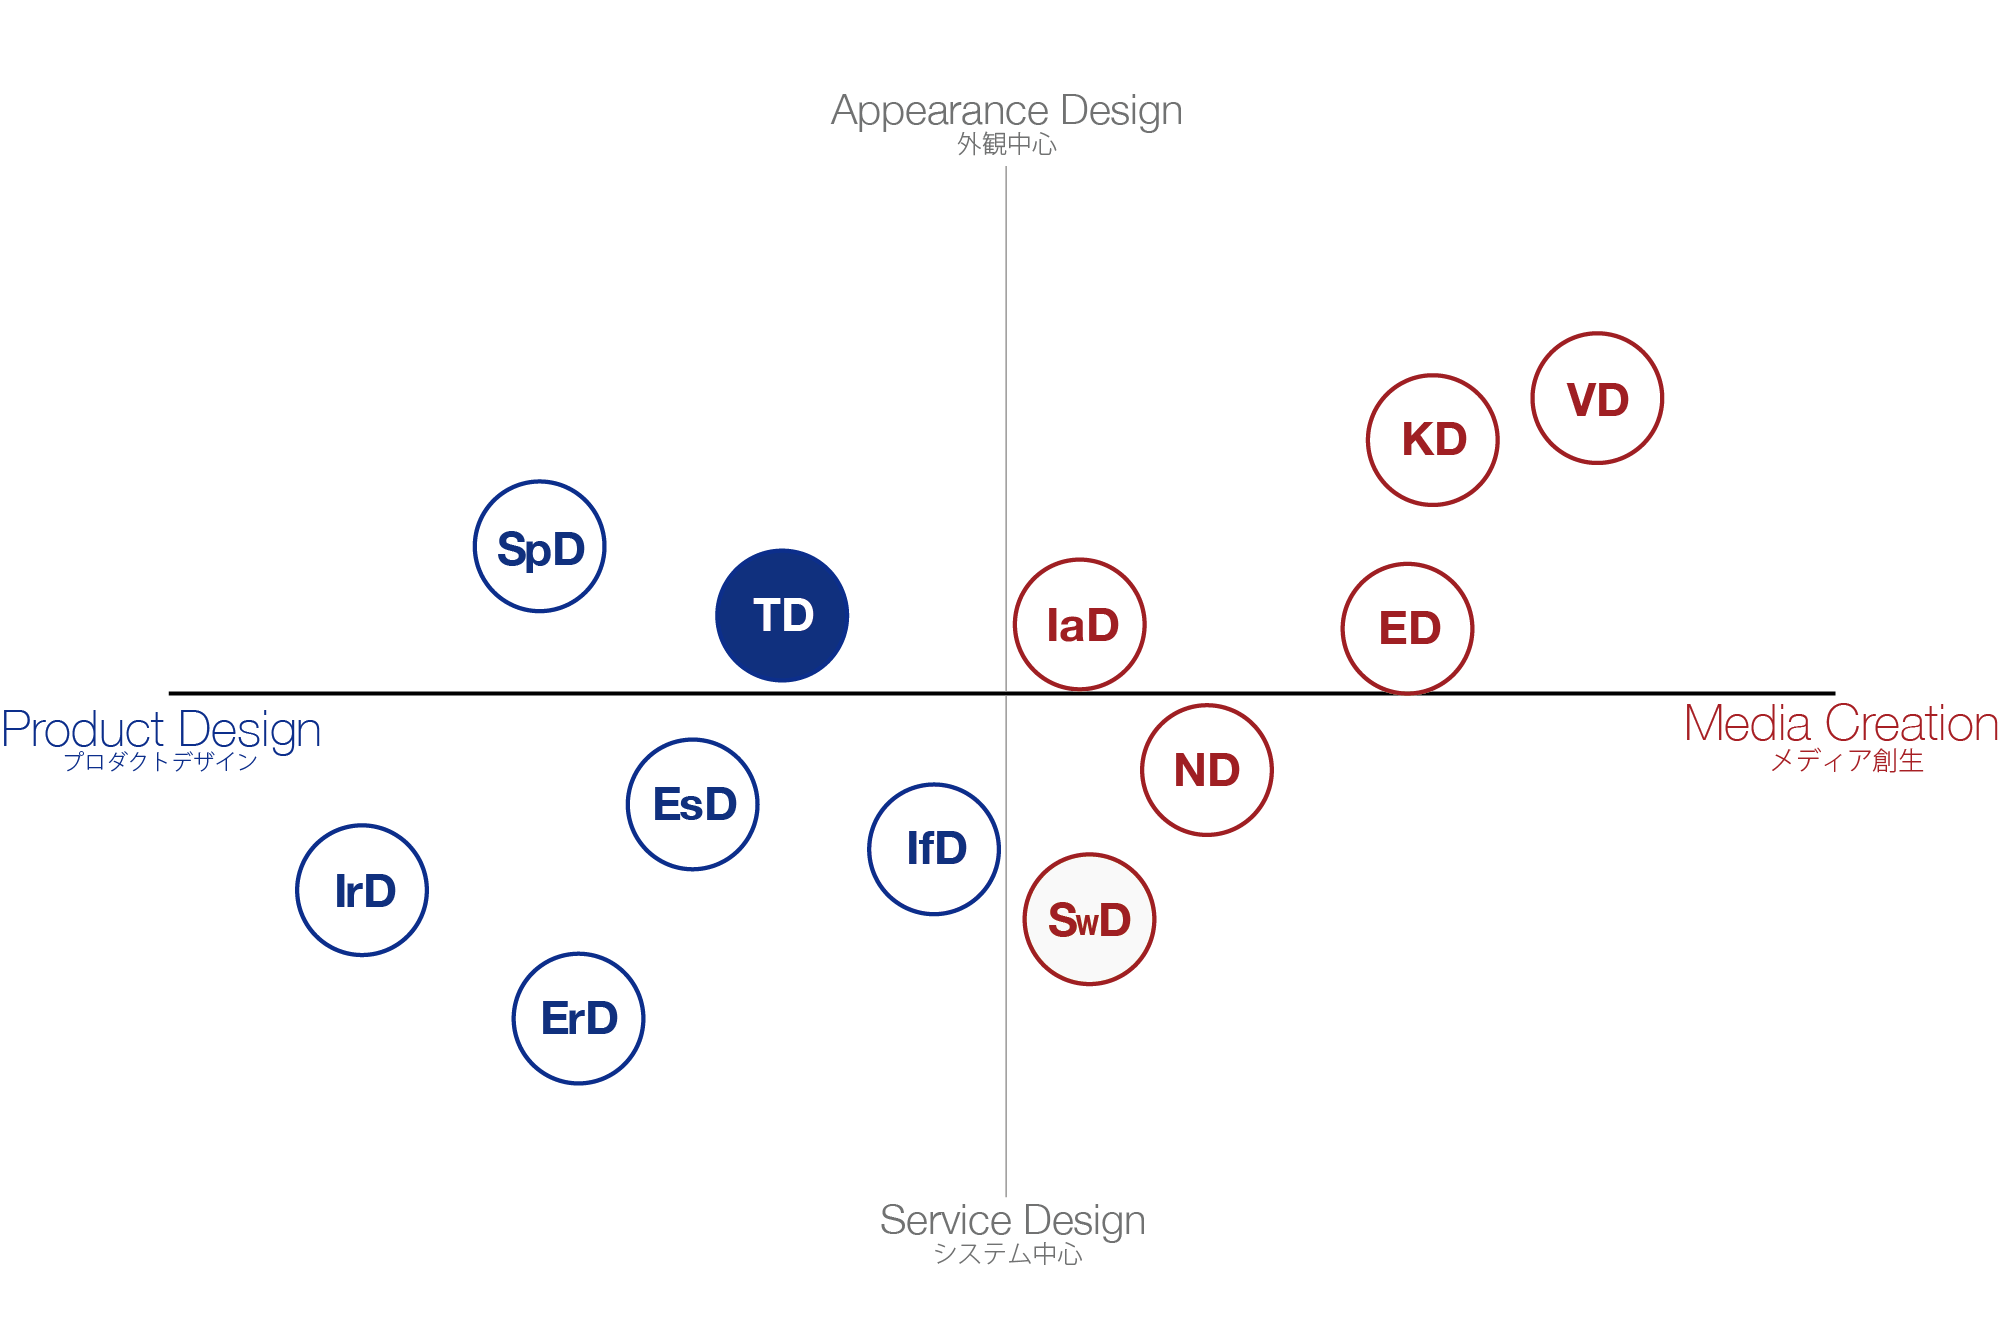 Appearance Design
外観中心
VD
KD
SpD
TD
IaD
ED
Product Design
プロダクトデザイン
Media Creation
メディア創生
ND
EsD
IfD
IrD
SwD
ErD
Service Design
システム中心